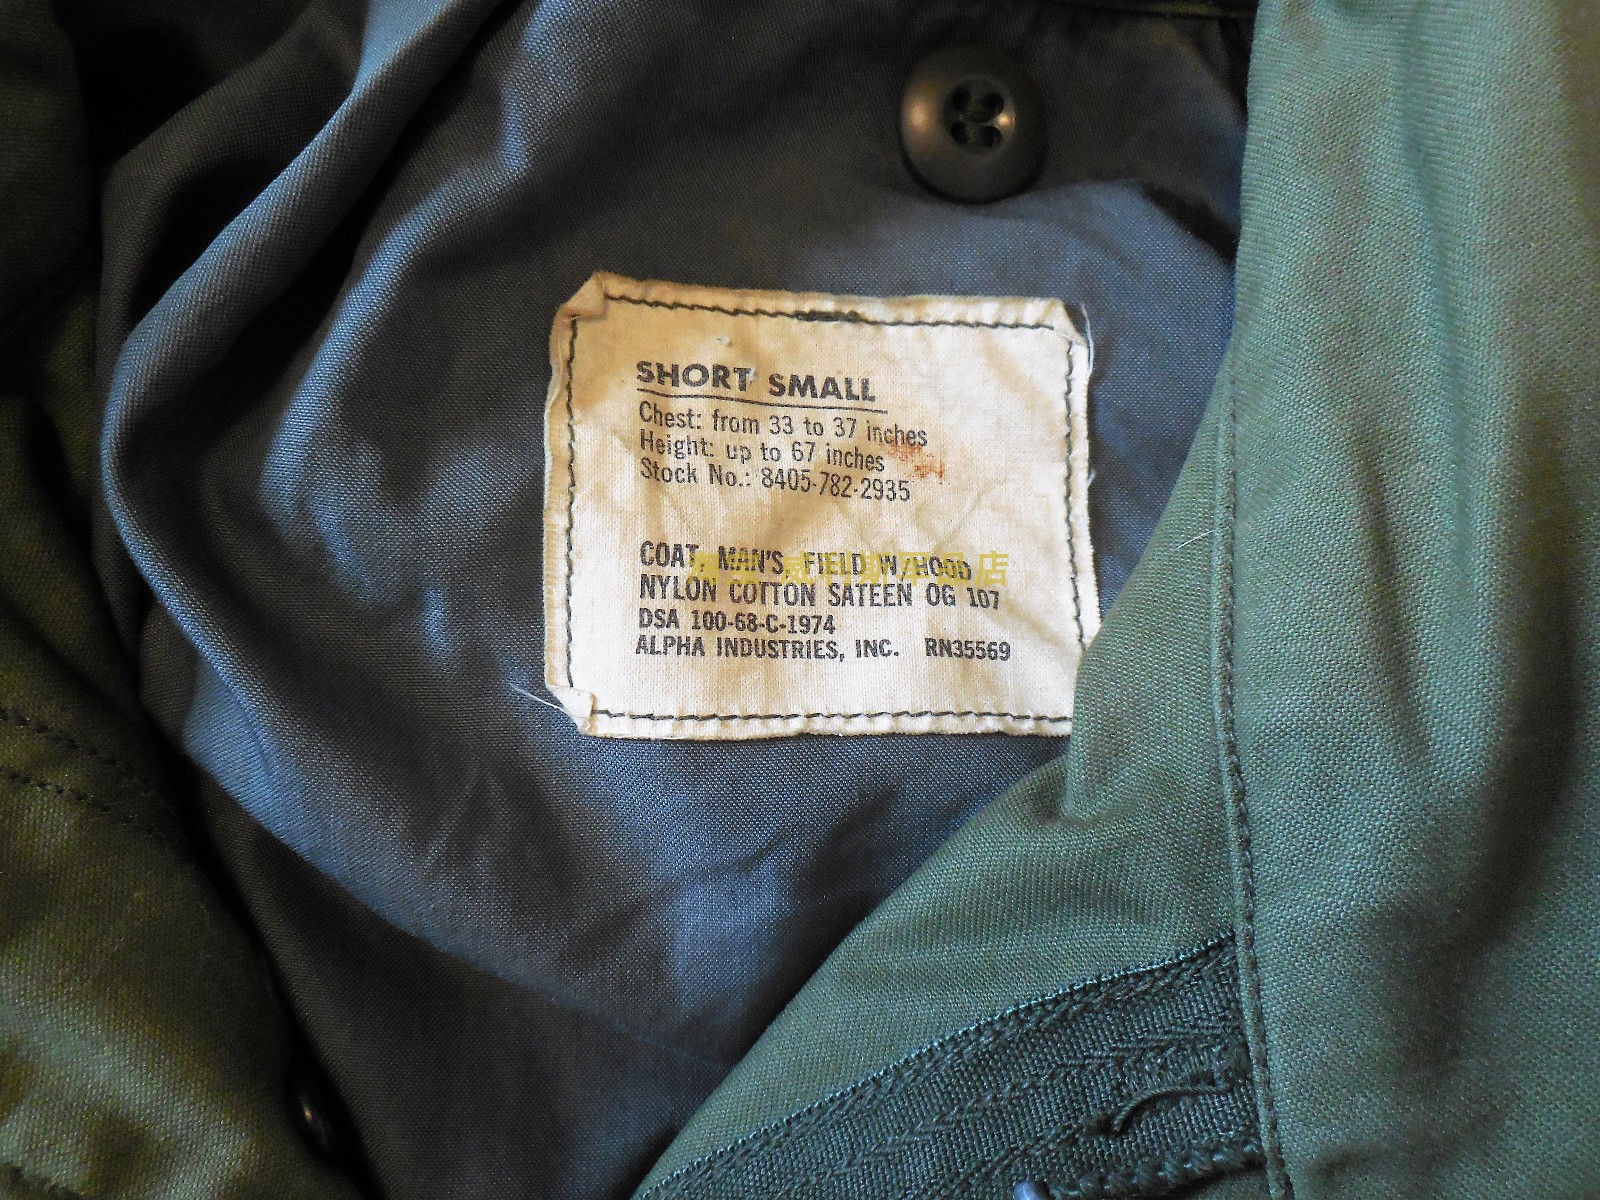 SHORT SMALL
Chest: from 33 to 37 inches
Height: up to 67 inches
Stock No.: 8405-782-2935
COAT, MAN'S, FIELD W/HOOD
NYLON COTTON SATEEN OG 107
DSA 100-68-C-1974
ALPHA INDUSTRIES, INC. RN35569